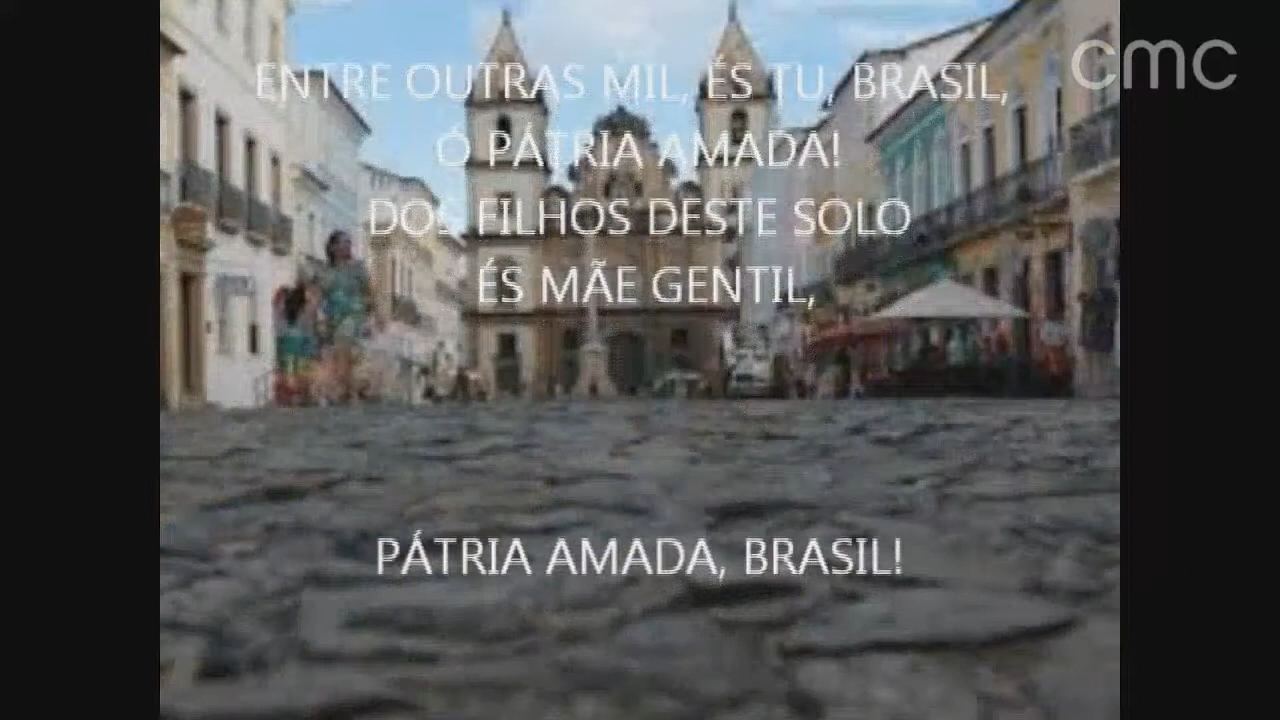 cmc
ENTRE OUTRAS MIL, ÉS TU, BRASIL,
Ó PÁTRIA AMADA!
DOS FILHOS DESTE SOLO
ÉS MÃE GENTIL,
PÁTRIA AMADA, BRASIL!